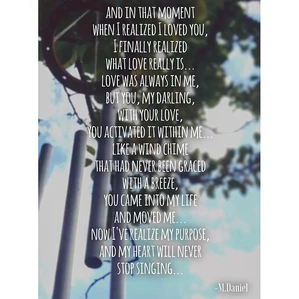 AND IN THAT MOMENT
WHEN I REALIZED I LOVED YOU,
I FINALLY REALIZED
WHAT LOVE REALLY IS...
LOVE WAS ALWAYS IN ME,
BUT YOU, MY DARLING,
WITH YOUR LOVE,
YOU ACTIVATED IT WITHIN ME...
LIKE A WIND CHIME
THAT HAD NEVER BEEN GRACED
WITH A BREEZE,
YOU CAME INTO MY LIFE
AND MOVED ME...
NOW I'VE REALIZE MY PURPOSE,
AND MY HEART WILL NEVER
STOP SINGING...
-M.Daniel